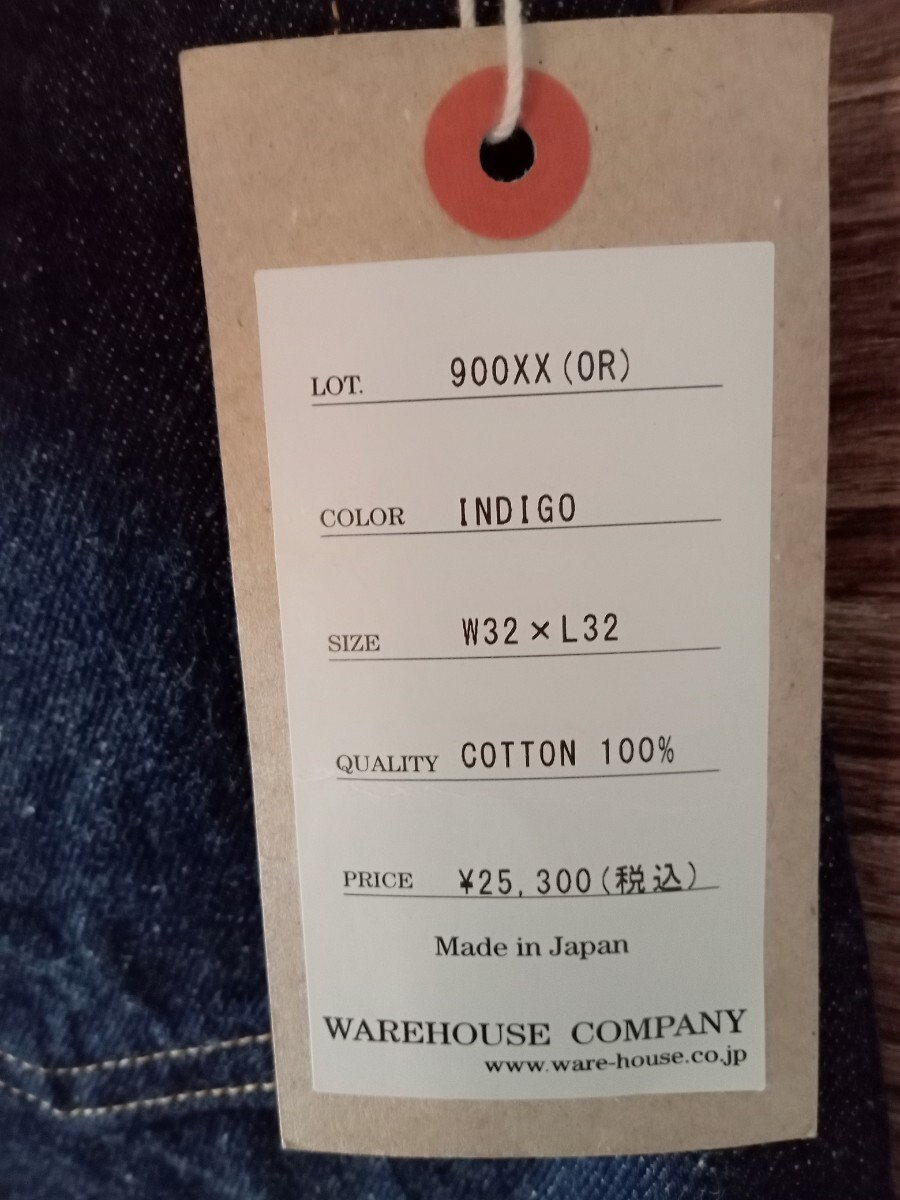 LOT. 900XX(OR)
COLOR INDIGO
SIZE W32×L32
QUALITY COTTON 100%
PRICE ¥25,300(税込)
Made in Japan
WAREHOUSE COMPANY
www.ware-house.co.jp